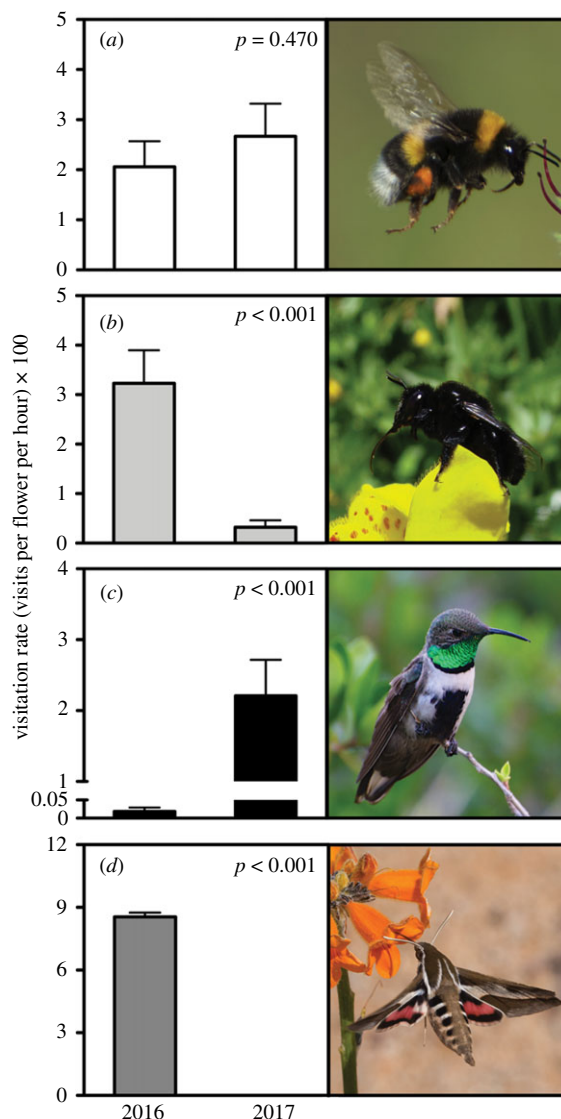 visitation rate (visits per flower per hour) × 100
(a)
p = 0.470
5
4
3
2
1
0
(b)
p < 0.001
5
4
3
2
1
0
(c)
p < 0.001
4
3
2
1
0.05
0
(d)
p < 0.001
12
9
6
3
0
2016
2017